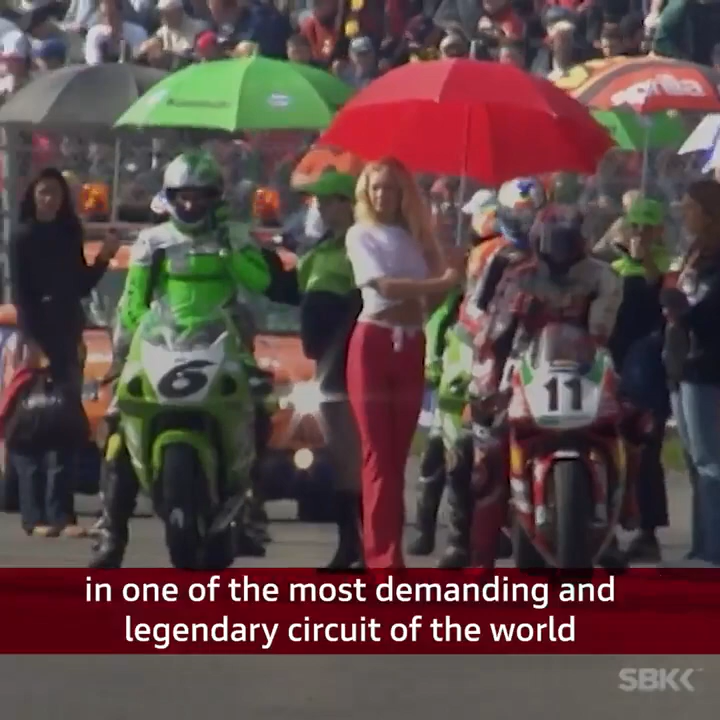 aprilia
6
11
in one of the most demanding and
legendary circuit of the world
SBK